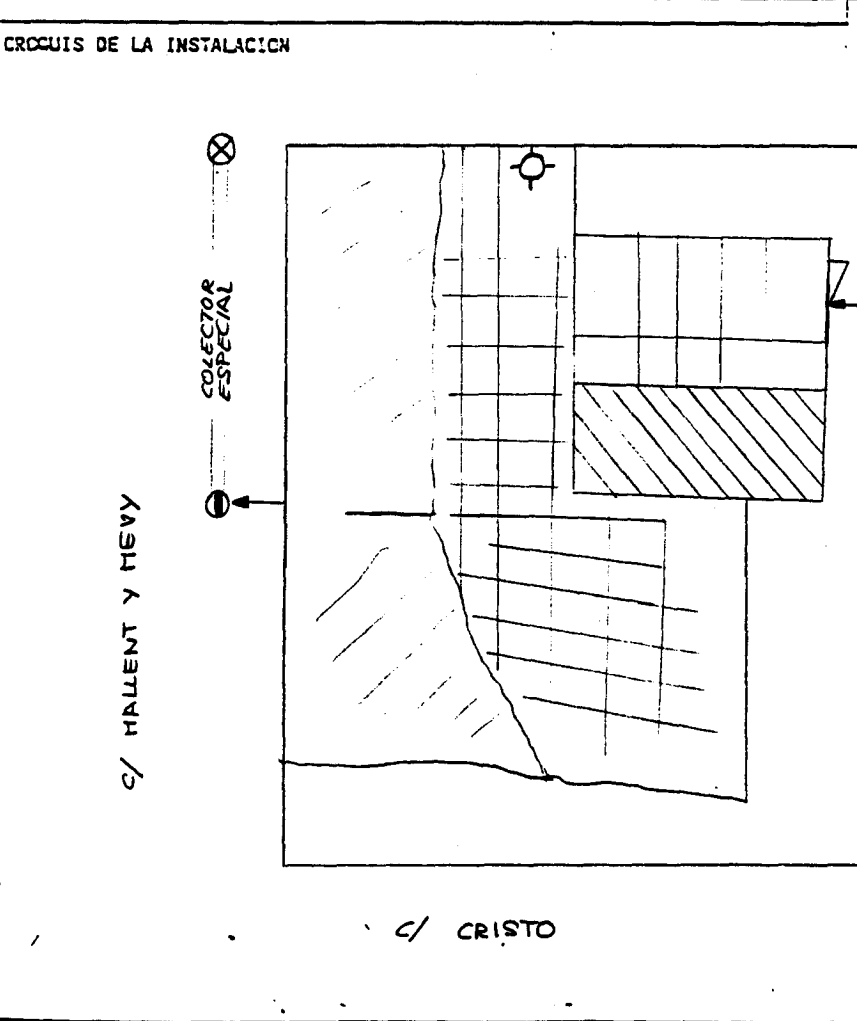 CROQUIS DE LA INSTALACION
COLECTOR
ESPECIAL
C/ HALLENT Y MEVY
C/ CRISTO